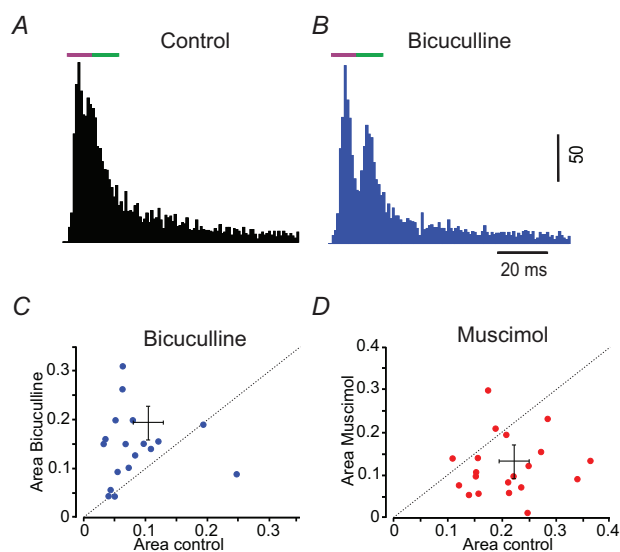 A Control
B Bicuculline
50
20 ms
C Bicuculline
Area Bicuculline
0.3
0.2
0.1
0
0 0.1 0.2 0.3
Area control
D Muscimol
Area Muscimol
0.4
0.3
0.2
0.1
0
0 0.1 0.2 0.3 0.4
Area control